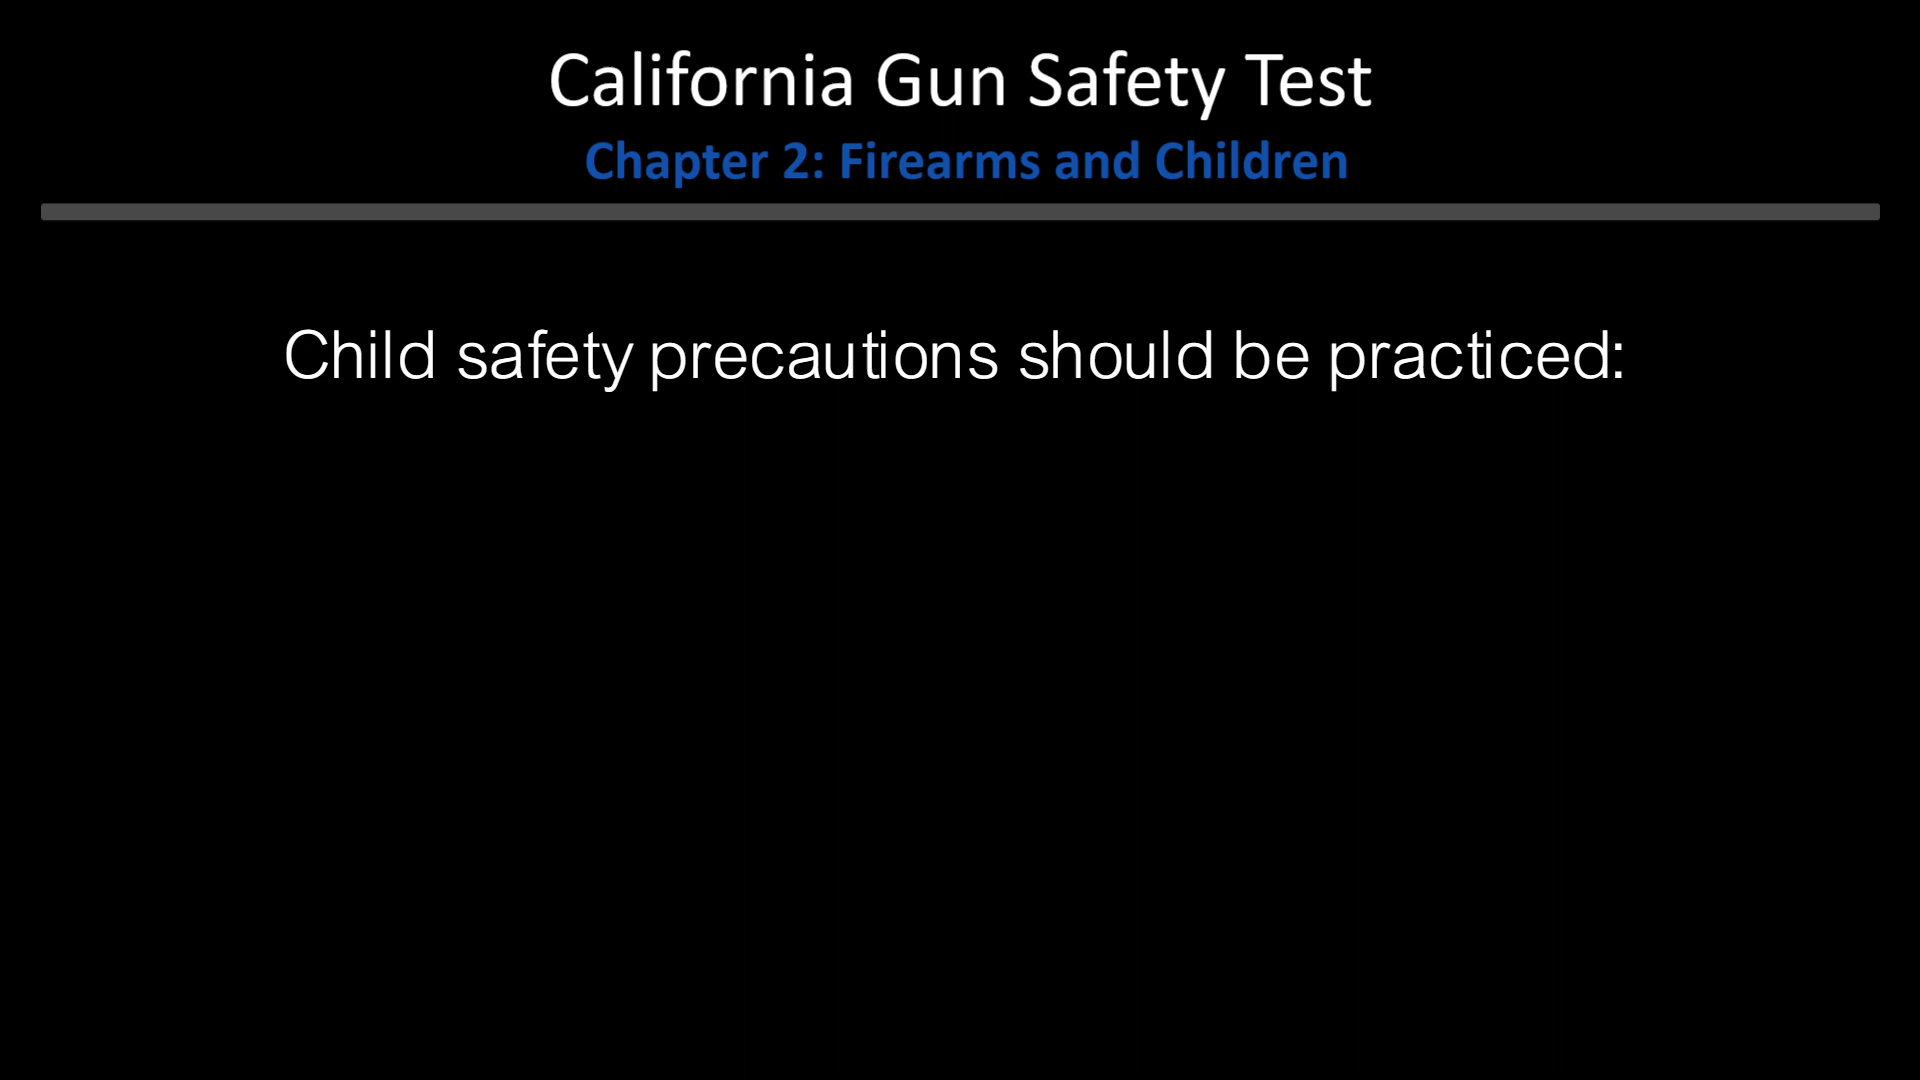 California Gun Safety Test
Chapter 2: Firearms and Children
Child safety precautions should be practiced: